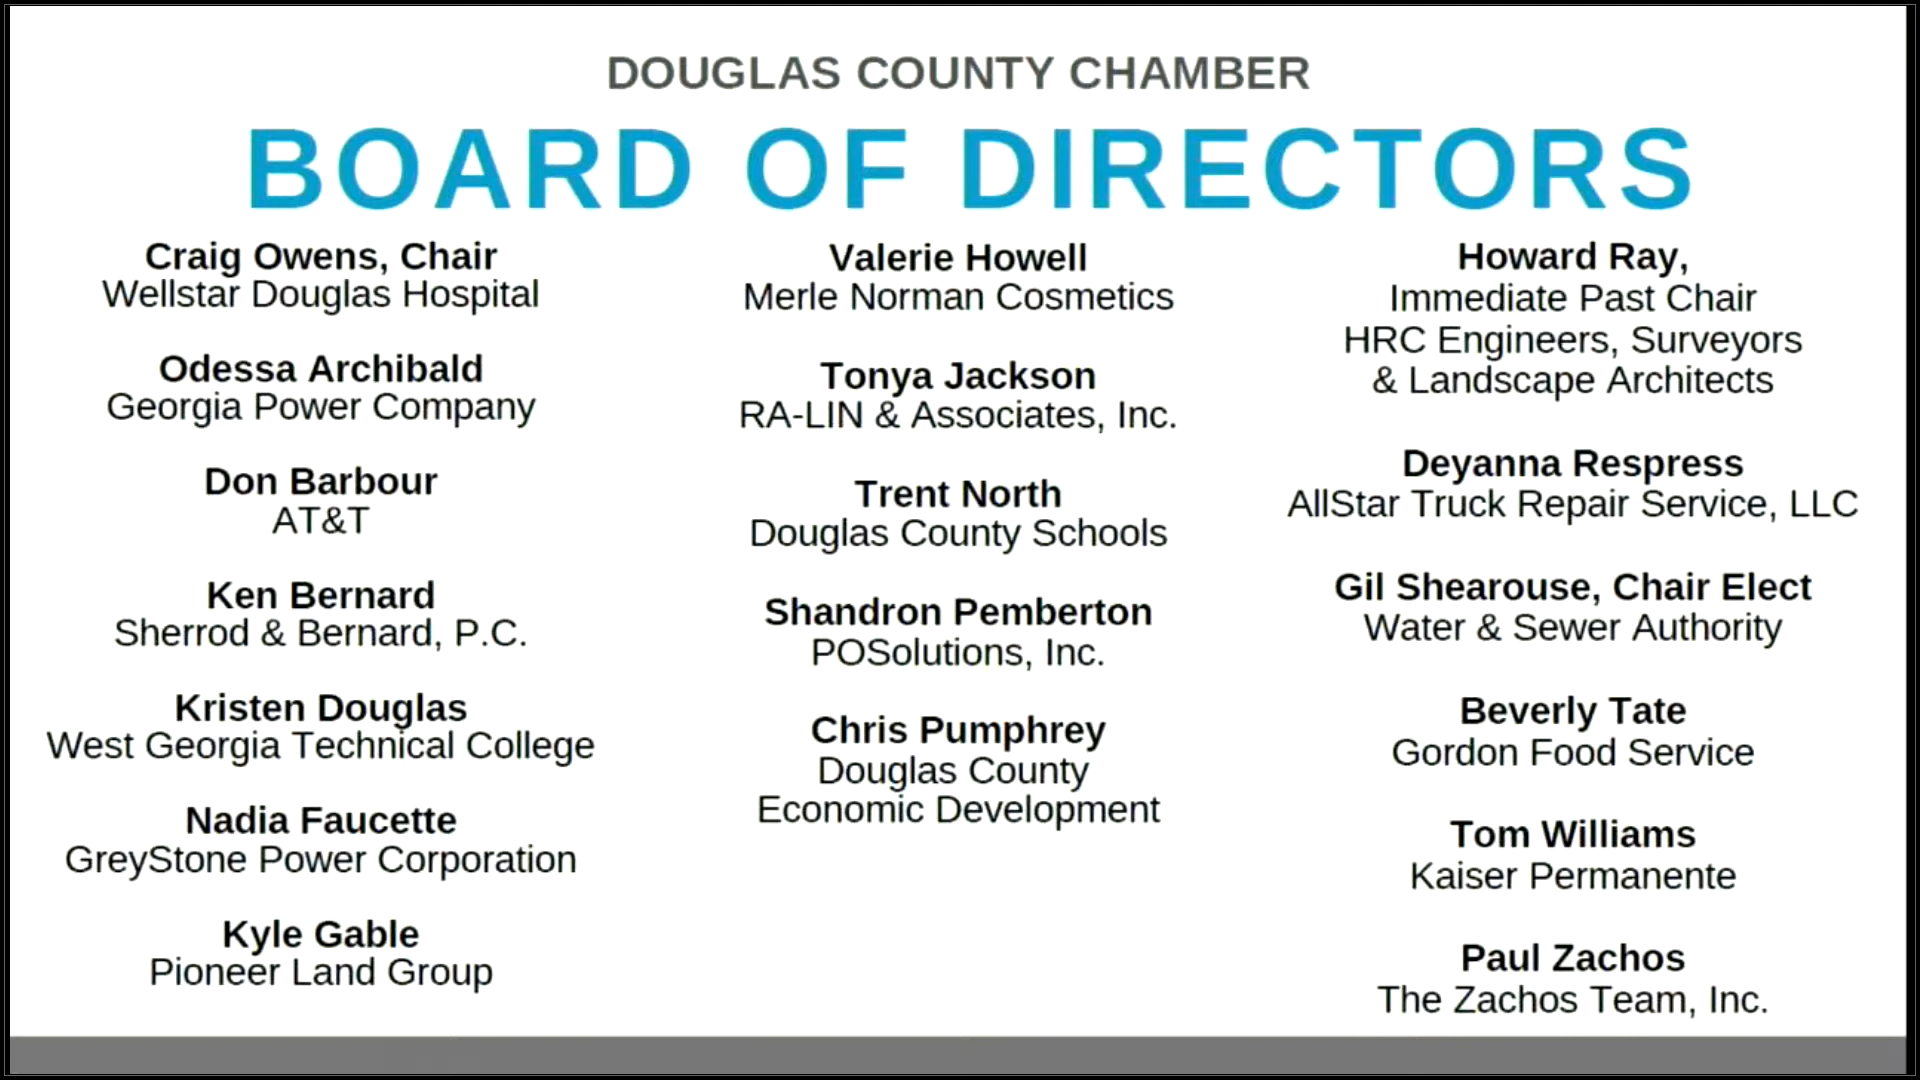 DOUGLAS COUNTY CHAMBER
BOARD OF DIRECTORS
Craig Owens, Chair
Wellstar Douglas Hospital
Odessa Archibald
Georgia Power Company
Don Barbour
AT&T
Ken Bernard
Sherrod & Bernard, P.C.
Kristen Douglas
West Georgia Technical College
Nadia Faucette
GreyStone Power Corporation
Kyle Gable
Pioneer Land Group
Valerie Howell
Merle Norman Cosmetics
Tonya Jackson
RA-LIN & Associates, Inc.
Trent North
Douglas County Schools
Shandron Pemberton
POSolutions, Inc.
Chris Pumphrey
Douglas County
Economic Development
Howard Ray,
Immediate Past Chair
HRC Engineers, Surveyors
& Landscape Architects
Deyanna Respress
AllStar Truck Repair Service, LLC
Gil Shearouse, Chair Elect
Water & Sewer Authority
Beverly Tate
Gordon Food Service
Tom Williams
Kaiser Permanente
Paul Zachos
The Zachos Team, Inc.